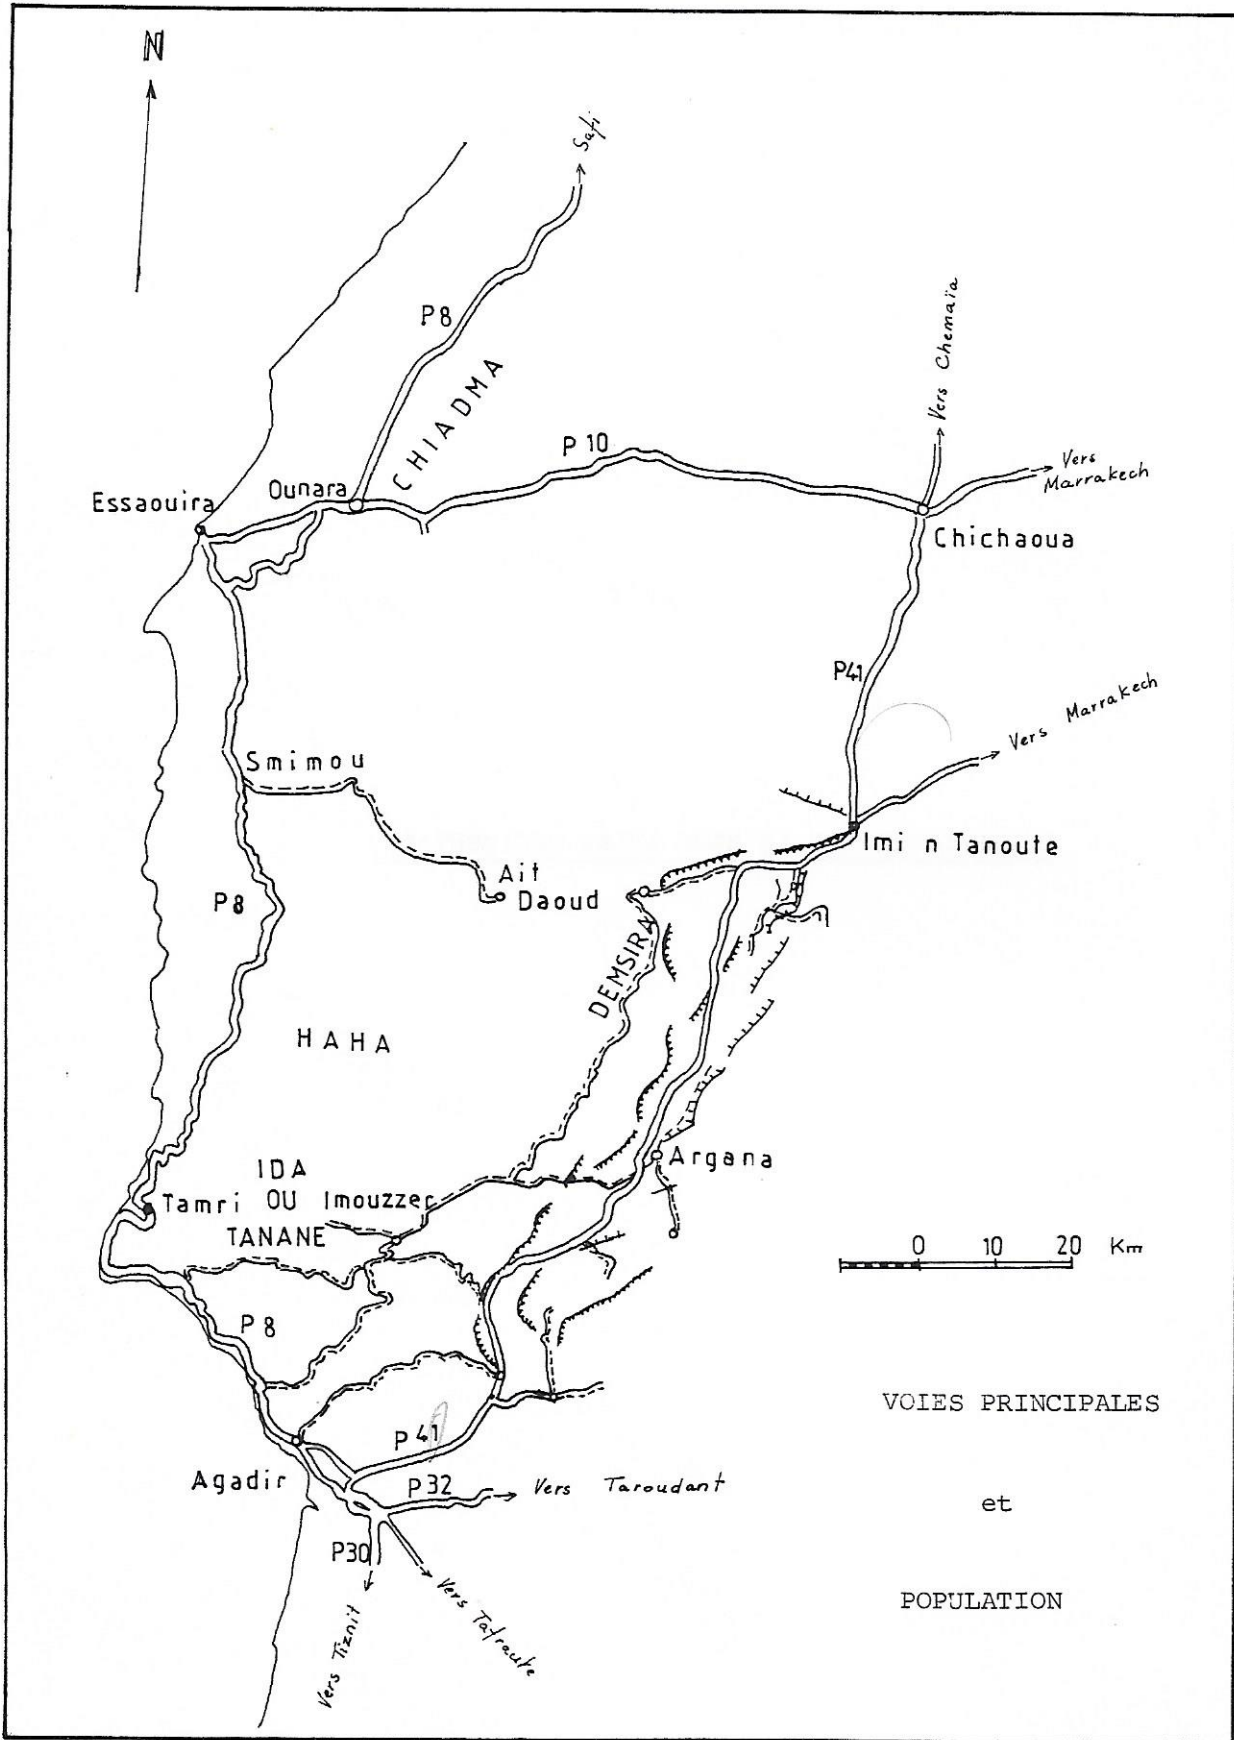 N
Safi
P8
CHIADMA
Vers Chemaïa
P 10
Vers
Marrakech
Ounara
Essaouira
Chichaoua
P41
Vers Marrakech
Smimou
Imi n Tanoute
Ait
Daoud
P8
DEMSIRA
HAHA
Argana
IDA
Tamri OU Imouzzer
TANANE
0 10 20 Km
P 8
VOIES PRINCIPALES
P 41
Agadir
P32
Vers Taroudant
et
P30
Vers Tafraute
POPULATION
Vers Tiznit